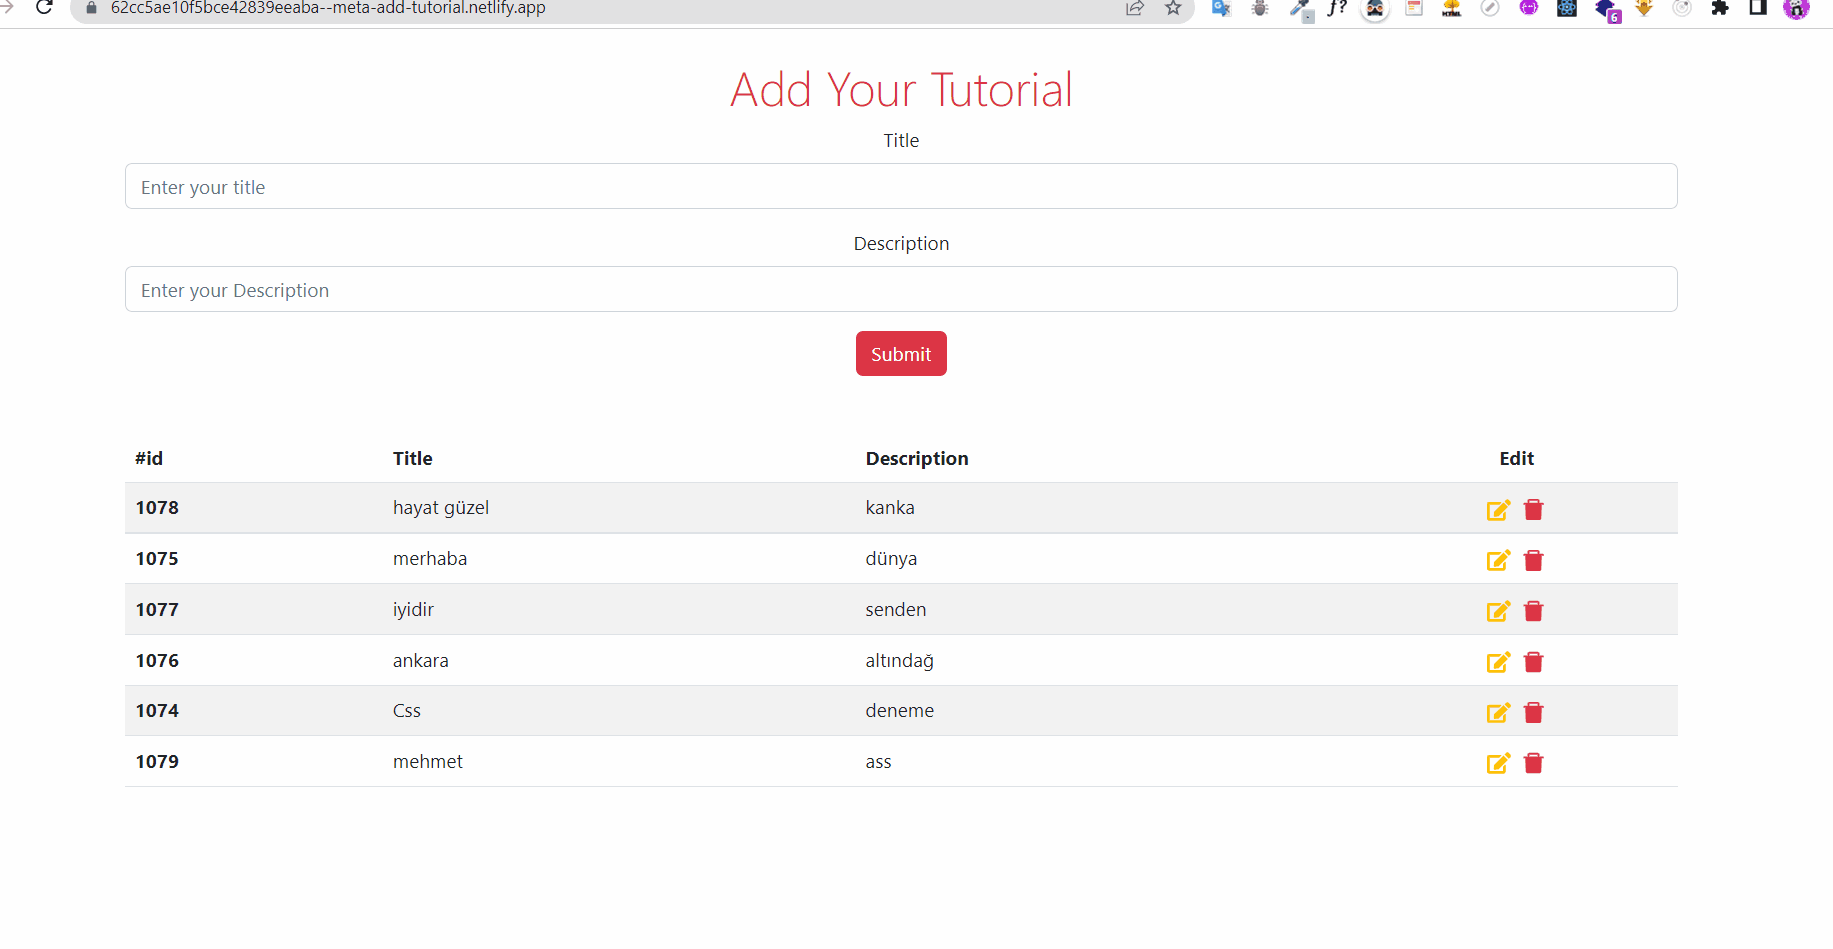 62cc5ae10f5bce42839eeaba--meta-add-tutorial.netlify.app
f?
6
Add Your Tutorial
Title
Enter your title
Description
Enter your Description
Submit
#id Title Description Edit
1078 hayat güzel kanka
1075 merhaba dünya
1077 iyidir senden
1076 ankara altındağ
1074 Css deneme
1079 mehmet ass